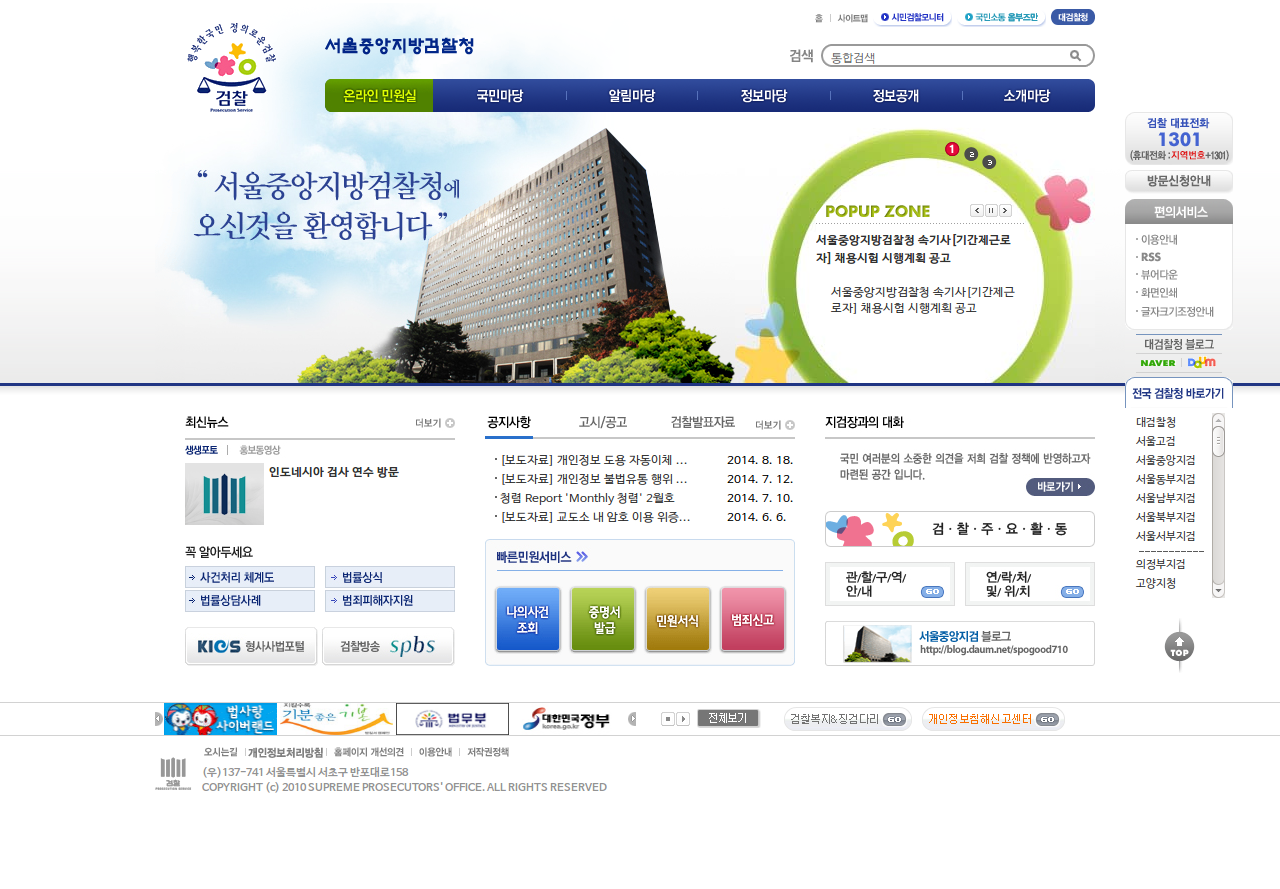 홈 사이트맵 시민검찰모니터 국민소통 옴부즈만 대검찰청
행복한국민 정의로운검찰
검찰
Prosecution Service
서울중앙지방검찰청
검색 통합검색
온라인 민원실 국민마당 알림마당 정보마당 정보공개 소개마당
“ 서울중앙지방검찰청에
오신것을 환영합니다 ”
1 2 3
POPUP ZONE
서울중앙지방검찰청 속기사[기간제근로
자] 채용시험 시행계획 공고
서울중앙지방검찰청 속기사[기간제근
로자] 채용시험 시행계획 공고
검찰 대표전화
1301
(휴대전화 :지역번호+1301)
방문신청안내
편의서비스
· 이용안내
· RSS
· 뷰어다운
· 화면인쇄
· 글자크기조정안내
대검찰청 블로그
NAVER Daum
전국 검찰청 바로가기
대검찰청
서울고검
서울중앙지검
서울동부지검
서울남부지검
서울북부지검
서울서부지검
------------
의정부지검
고양지청
TOP
최신뉴스 더보기
생생포토 홍보동영상
인도네시아 검사 연수 방문
꼭 알아두세요
사건처리 체계도 법률상식
법률상담사례 범죄피해자지원
KICS 형사사법포털 검찰방송 spbs
공지사항 고시/공고 검찰발표자료 더보기
· [보도자료] 개인정보 도용 자동이체 ... 2014. 8. 18.
· [보도자료] 개인정보 불법유통 행위 ... 2014. 7. 12.
· 청렴 Report 'Monthly 청렴' 2월호 2014. 7. 10.
· [보도자료] 교도소 내 암호 이용 위증... 2014. 6. 6.
빠른민원서비스
나의사건
조회
증명서
발급
민원서식
범죄신고
지검장과의 대화
국민 여러분의 소중한 의견을 저희 검찰 정책에 반영하고자
마련된 공간 입니다.
바로가기
검 · 찰 · 주 · 요 · 활 · 동
관/할/구/역/
안/내 GO
연/락/처/
및/ 위/치 GO
서울중앙지검 블로그
http://blog.daum.net/spogood710
법사랑
사이버랜드
기분 좋은 기본
법무부
MINISTRY OF JUSTICE
대한민국정부
korea.go.kr
전체보기
검찰복지&징검다리 GO
개인정보침해신고센터 GO
오시는길 개인정보처리방침 홈페이지 개선의견 이용안내 저작권정책
검찰
PROSECUTION SERVICE
(우)137-741 서울특별시 서초구 반포대로158
COPYRIGHT (c) 2010 SUPREME PROSECUTORS' OFFICE. ALL RIGHTS RESERVED